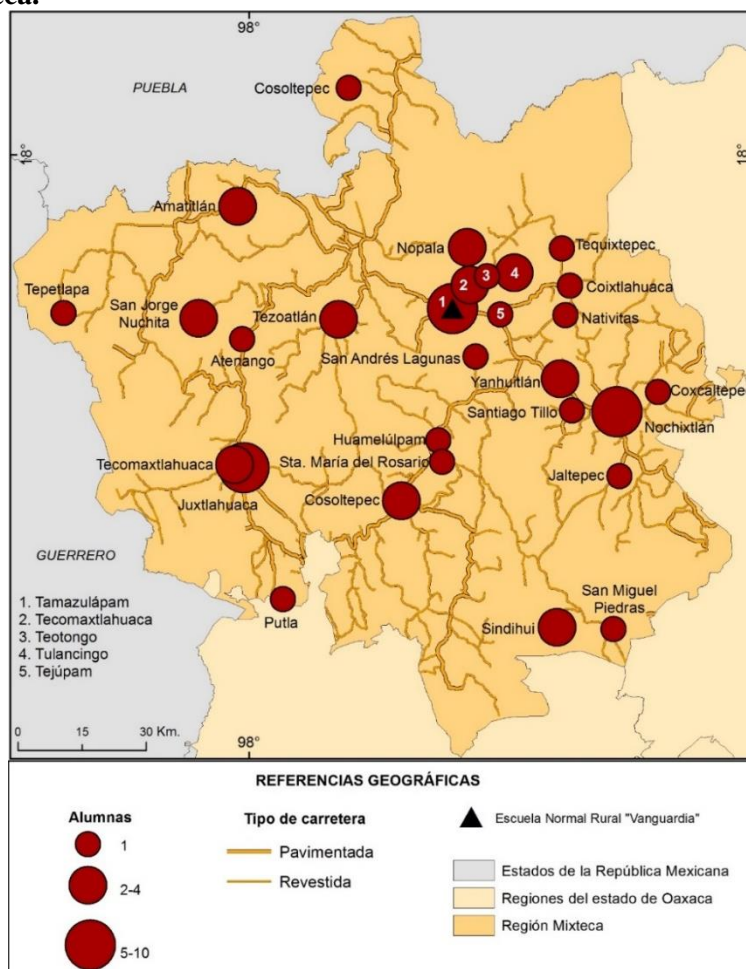 98°
PUEBLA
Cosoltepec
18°
18°
Amatitlán
Nopala
Tequixtepec
2
3
4
Coixtlahuaca
Tepetlapa
San Jorge
Nuchita
Tezoatlán
1
5
Nativitas
Atenango
San Andrés Lagunas
Yanhuitlán
Coxcaltepec
Santiago Tillo
Nochixtlán
Huamelúlpam
Tecomaxtlahuaca
Sta. María del Rosario
Jaltepec
Juxtlahuaca
Cosoltepec
GUERRERO
San Miguel
Piedras
1. Tamazulápam
2. Tecomaxtlahuaca
3. Teotongo
4. Tulancingo
5. Tejúpam
Putla
Sindihui
0 15 30 Km.
98°
REFERENCIAS GEOGRÁFICAS
Alumnas
1
2-4
5-10
Tipo de carretera
Pavimentada
Revestida
Escuela Normal Rural "Vanguardia"
Estados de la República Mexicana
Regiones del estado de Oaxaca
Región Mixteca